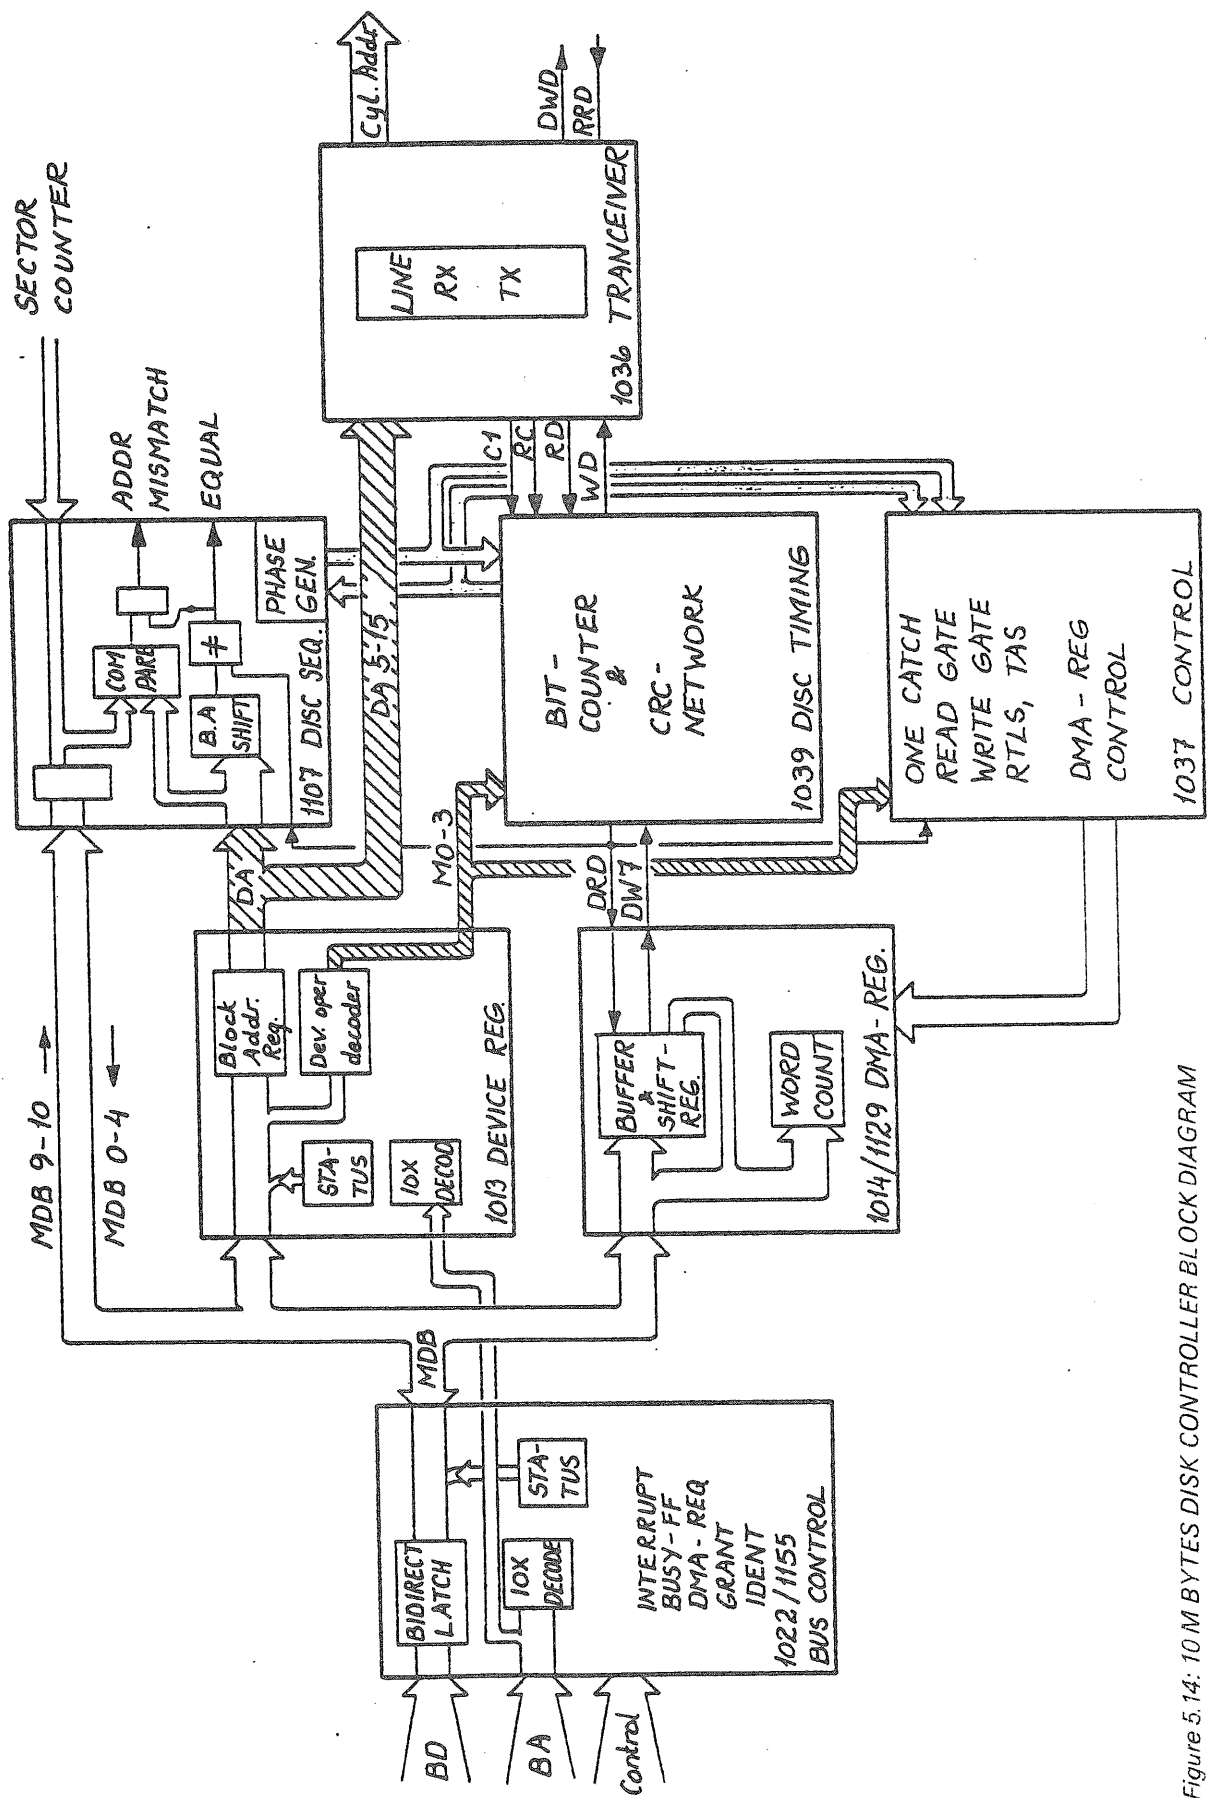 SECTOR
COUNTER
MDB 9-10
MDB 0-4
ADDR
MISMATCH
EQUAL
COM
PARE
≠
B.A
SHIFT
PHASE
GEN.
1107 DISC SEQ.
DA
DA 5-15
Cyl. Addr.
DWD
RRD
LINE
RX
TX
1036 TRANCEIVER
C1
RC
RD
WD
Block
Addr.
Reg.
Dev. oper
decoder
STA-
TUS
IOX
DECOD
1013 DEVICE REG.
MO-3
BIT-
COUNTER
&
CRC-
NETWORK
1039 DISC TIMING
DRD
DW7
BUFFER
&
SHIFT-
REG.
WORD
COUNT
1014/1129 DMA-REG.
ONE CATCH
READ GATE
WRITE GATE
RTLS, TAS
DMA-REG
CONTROL
1037 CONTROL
MDB
BIDIRECT
LATCH
STA-
TUS
IOX
DECODE
INTERRUPT
BUSY-FF
DMA-REQ
GRANT
IDENT
1022/1155
BUS CONTROL
BD
BA
Control
Figure 5.14: 10 M BYTES DISK CONTROLLER BLOCK DIAGRAM